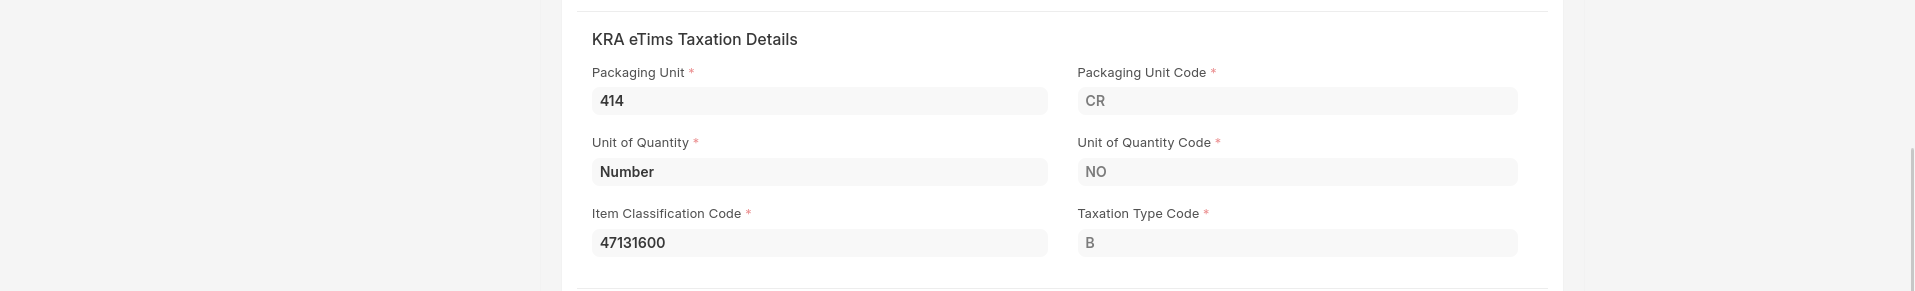 KRA eTims Taxation Details
Packaging Unit *
Packaging Unit Code *
414
CR
Unit of Quantity *
Unit of Quantity Code *
Number
NO
Item Classification Code *
Taxation Type Code *
47131600
B